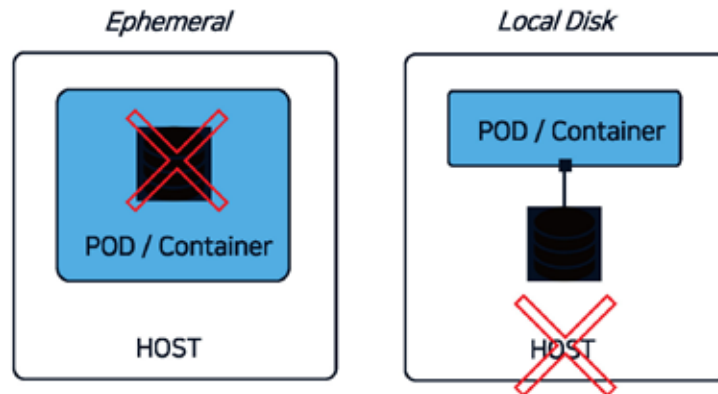 Ephemeral
Local Disk
POD / Container
POD / Container
HOST
HOST